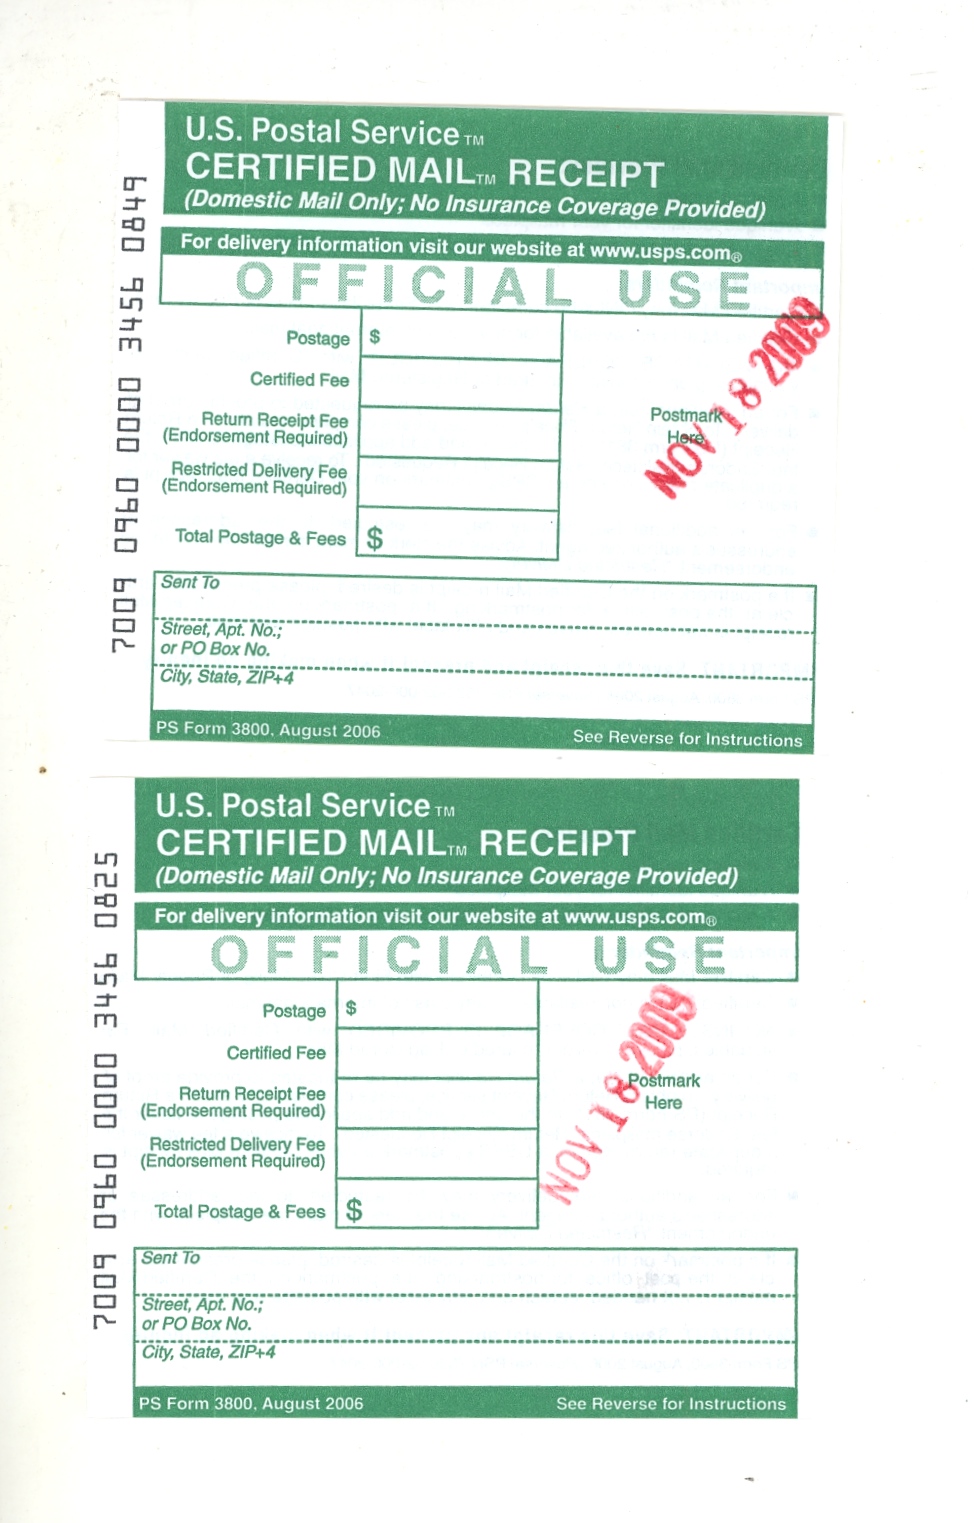 U.S. Postal Service™
CERTIFIED MAIL™ RECEIPT
(Domestic Mail Only; No Insurance Coverage Provided)
For delivery information visit our website at www.usps.com®
OFFICIAL USE
7009 0960 0000 3456 0849
Postage $
Certified Fee
Return Receipt Fee
(Endorsement Required)
Restricted Delivery Fee
(Endorsement Required)
Total Postage & Fees $
Postmark
Here
NOV 18 2009
Sent To
Street, Apt. No.;
or PO Box No.
City, State, ZIP+4
PS Form 3800, August 2006 See Reverse for Instructions
U.S. Postal Service™
CERTIFIED MAIL™ RECEIPT
(Domestic Mail Only; No Insurance Coverage Provided)
For delivery information visit our website at www.usps.com®
OFFICIAL USE
7009 0960 0000 3456 0825
Postage $
Certified Fee
Return Receipt Fee
(Endorsement Required)
Restricted Delivery Fee
(Endorsement Required)
Total Postage & Fees $
Postmark
Here
NOV 18 2009
Sent To
Street, Apt. No.;
or PO Box No.
City, State, ZIP+4
PS Form 3800, August 2006 See Reverse for Instructions